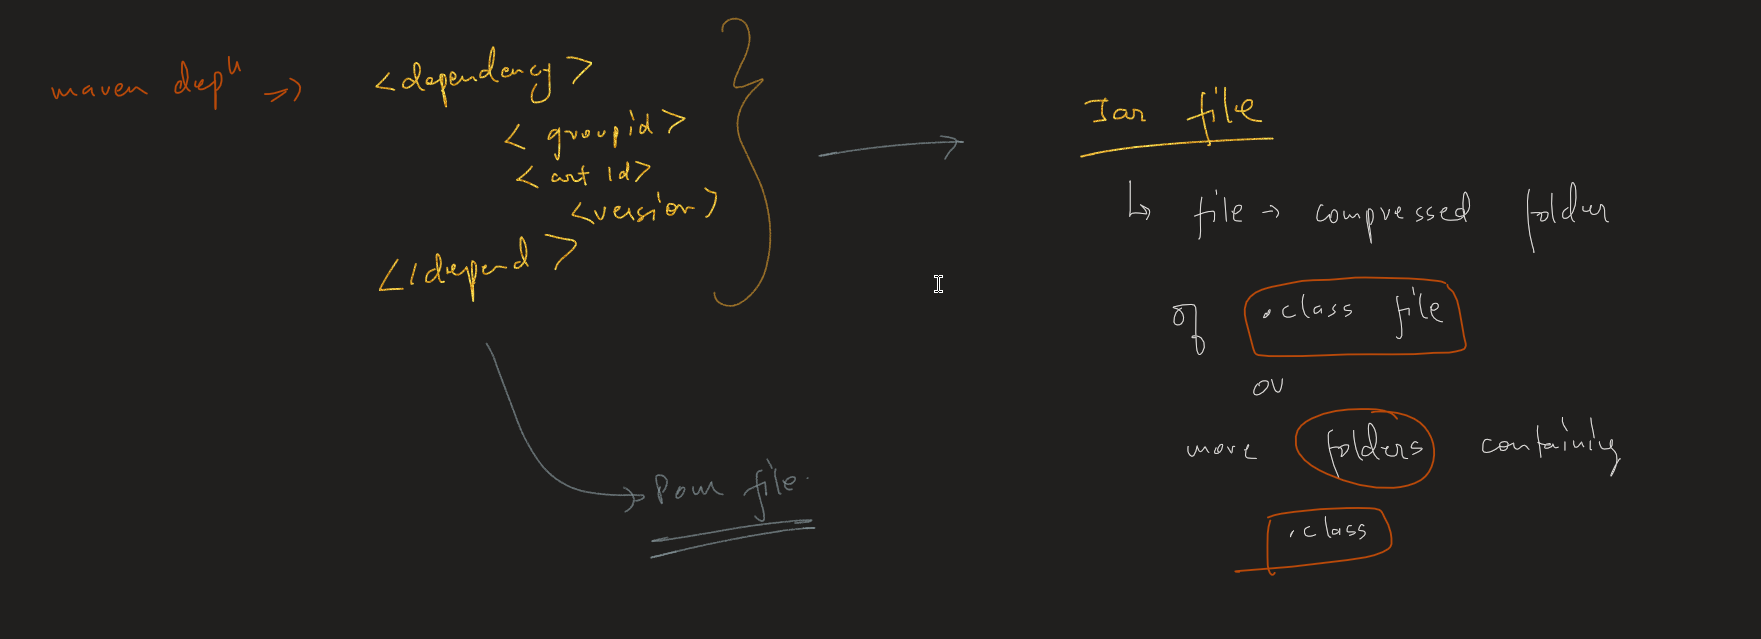 maven dep^n =>
<dependency>
<groupid>
<art id>
<version>
</depend>
Pom file.
Jar file
↳ file → compressed folder
of .class file
or
more folders containing
.class